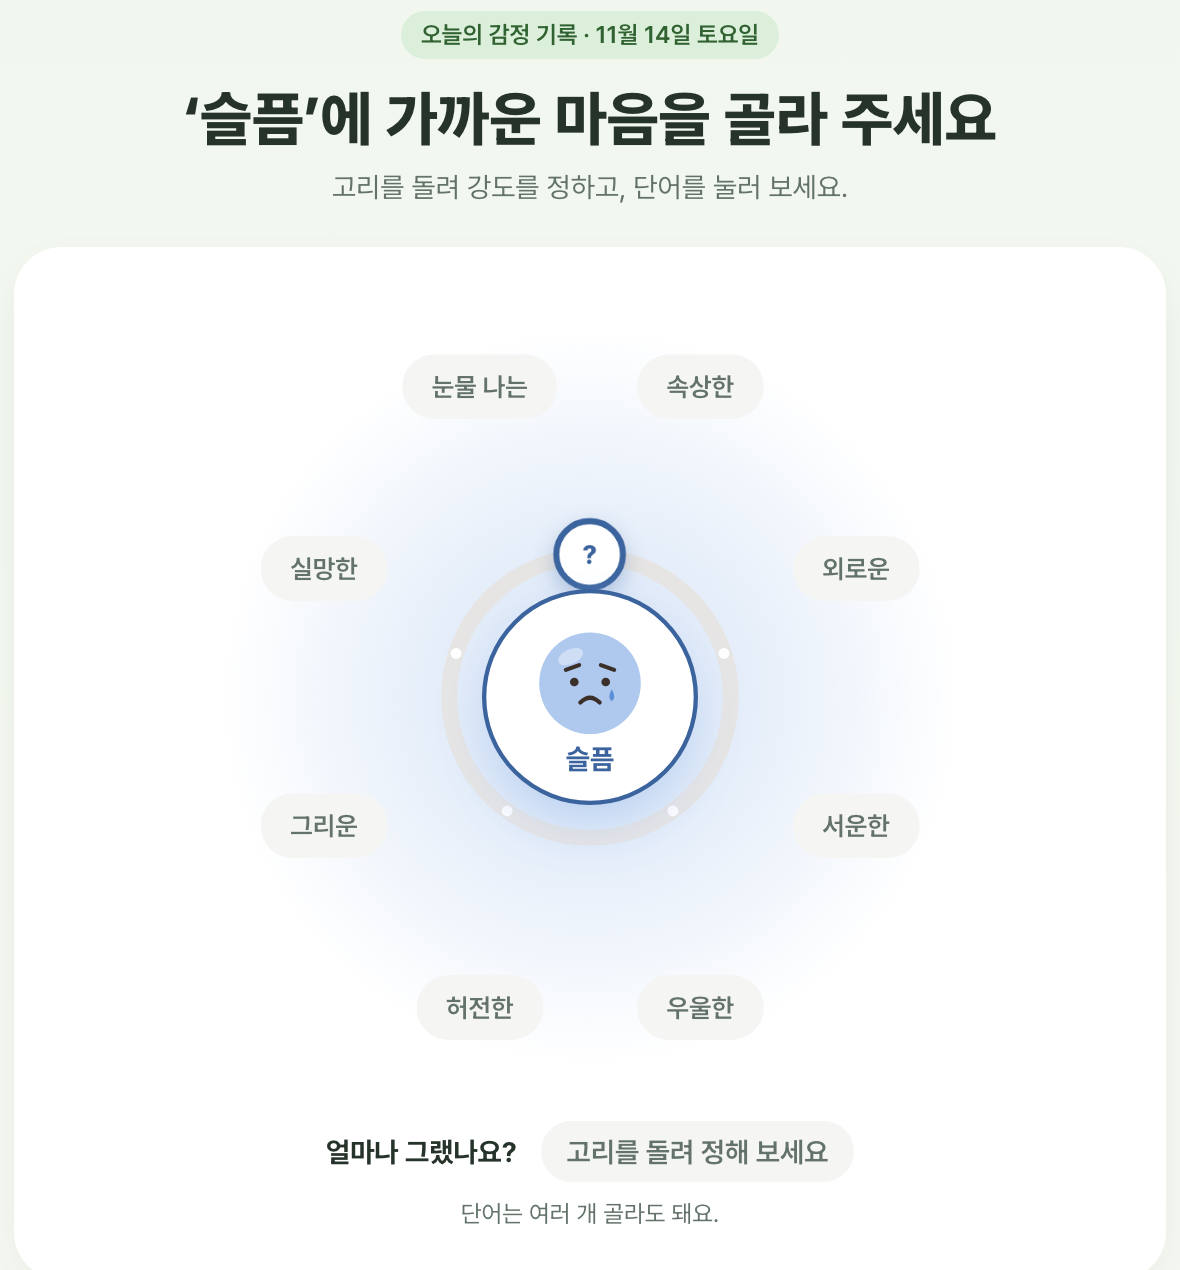 오늘의 감정 기록 · 11월 14일 토요일
‘슬픔’에 가까운 마음을 골라 주세요
고리를 돌려 강도를 정하고, 단어를 눌러 보세요.
눈물 나는
속상한
실망한
외로운
?
슬픔
그리운
서운한
허전한
우울한
얼마나 그랬나요? 고리를 돌려 정해 보세요
단어는 여러 개 골라도 돼요.